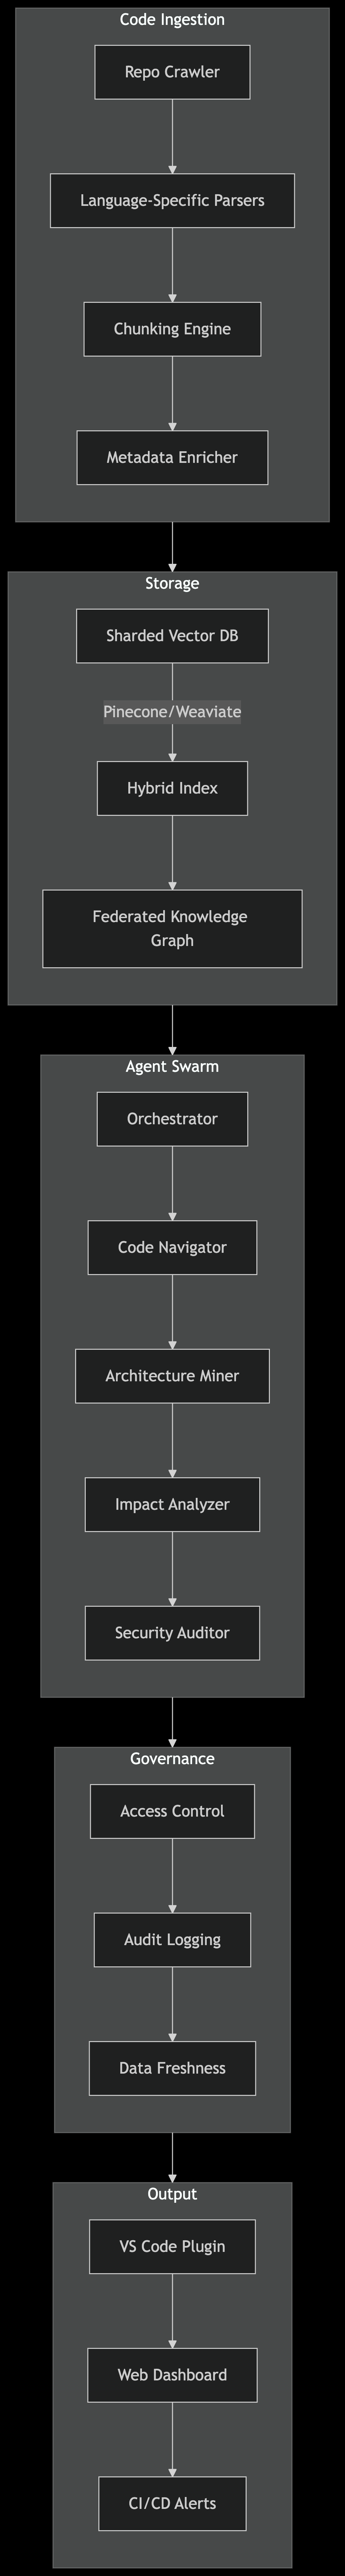 Code Ingestion
Repo Crawler
Language-Specific Parsers
Chunking Engine
Metadata Enricher
Storage
Sharded Vector DB
Pinecone/Weaviate
Hybrid Index
Federated Knowledge
Graph
Agent Swarm
Orchestrator
Code Navigator
Architecture Miner
Impact Analyzer
Security Auditor
Governance
Access Control
Audit Logging
Data Freshness
Output
VS Code Plugin
Web Dashboard
CI/CD Alerts